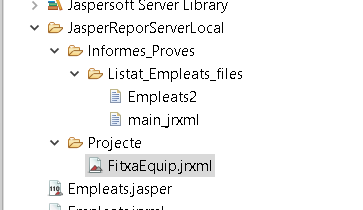 Jaspersoft Server Library
JasperReporServerLocal
Informes_Proves
Listat_Empleats_files
Empleats2
main_jrxml
Projecte
FitxaEquip.jrxml
Empleats.jasper